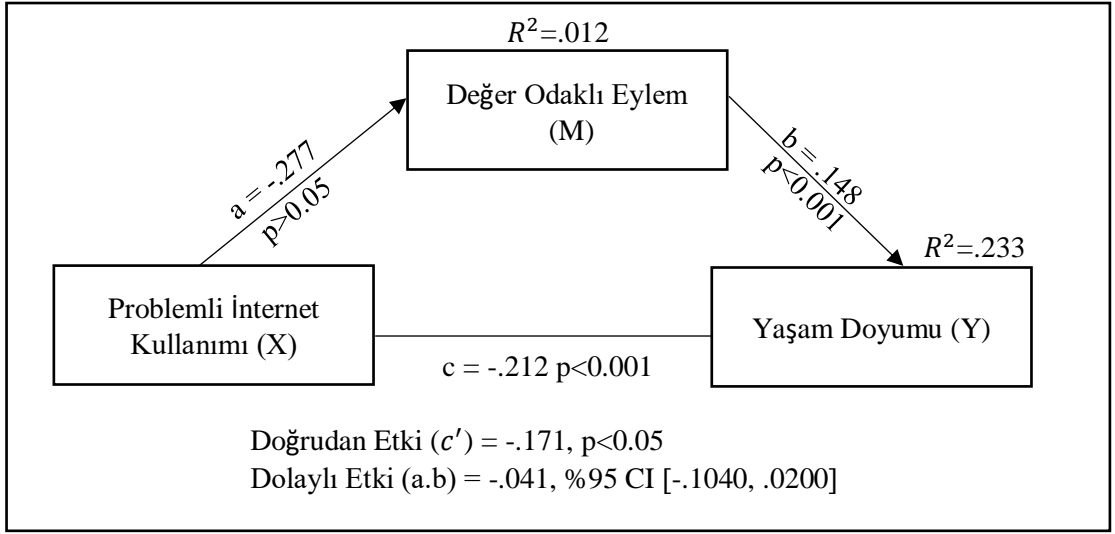 R²=.012
Değer Odaklı Eylem
(M)
a = -.277
p>0.05
b = .148
p<0.001
R²=.233
Problemli İnternet
Kullanımı (X)
Yaşam Doyumu (Y)
c = -.212 p<0.001
Doğrudan Etki (c′) = -.171, p<0.05
Dolaylı Etki (a.b) = -.041, %95 CI [-.1040, .0200]